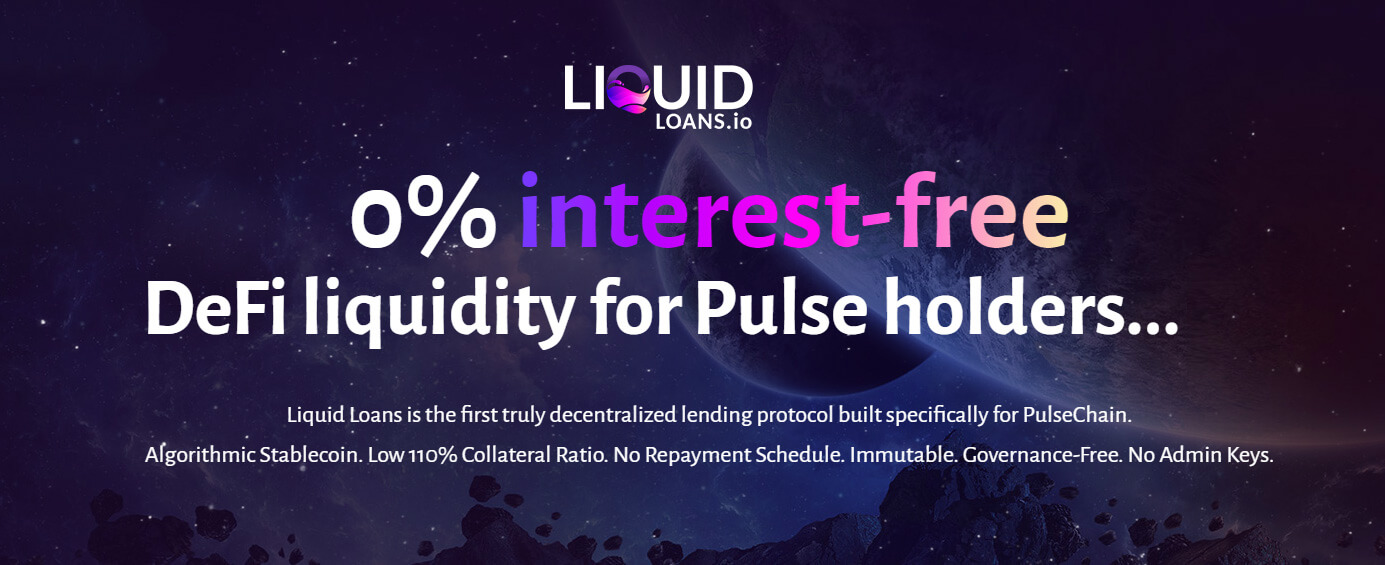 LIQUID
LOANS.io
0% interest-free
DeFi liquidity for Pulse holders...
Liquid Loans is the first truly decentralized lending protocol built specifically for PulseChain.
Algorithmic Stablecoin. Low 110% Collateral Ratio. No Repayment Schedule. Immutable. Governance-Free. No Admin Keys.